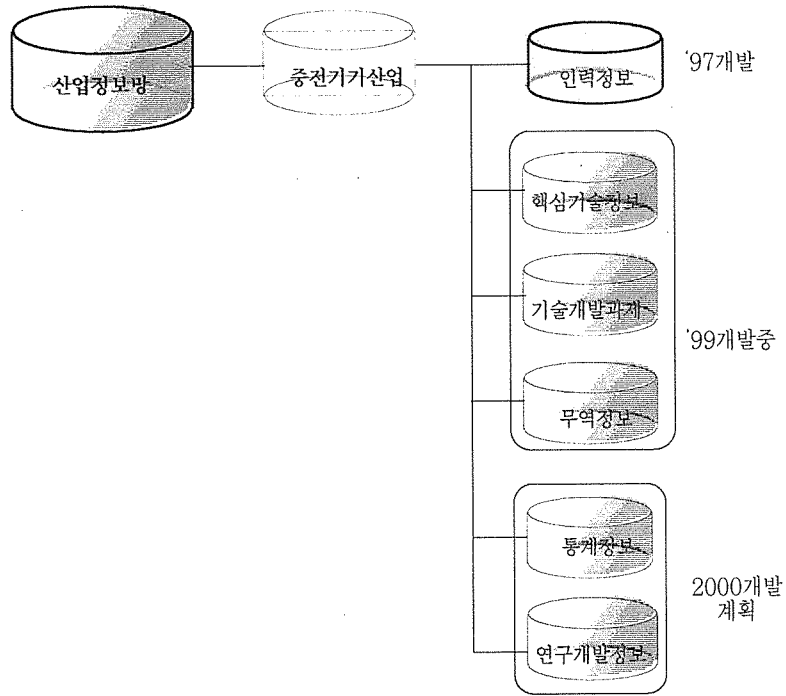 산업정보망
중전기기산업
인력정보
'97개발
핵심기술정보
기술개발과제
'99개발중
무역정보
통계정보
2000개발
계획
연구개발정보